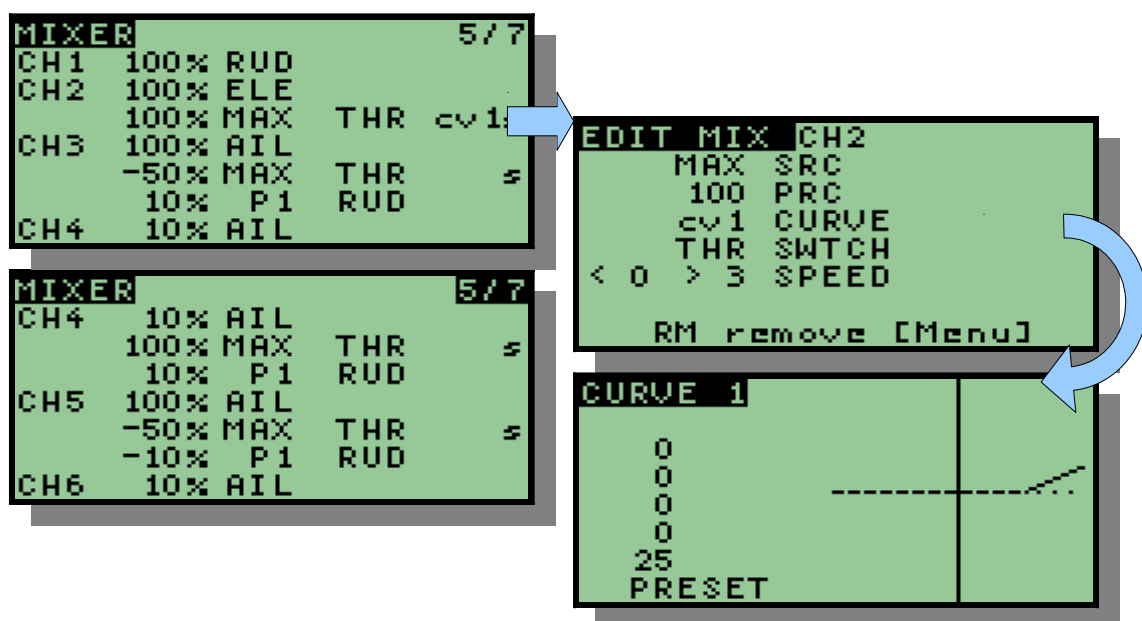 MIXER 5/7
CH1 100% RUD
CH2 100% ELE
100% MAX THR cv1s
CH3 100% AIL
-50% MAX THR s
10% P1 RUD
CH4 10% AIL
MIXER 5/7
CH4 10% AIL
100% MAX THR s
10% P1 RUD
CH5 100% AIL
-50% MAX THR s
-10% P1 RUD
CH6 10% AIL
EDIT MIX CH2
MAX SRC
100 PRC
cv1 CURVE
THR SWTCH
< 0 > 3 SPEED
RM remove [Menu]
CURVE 1
0
0
0
0
25
PRESET